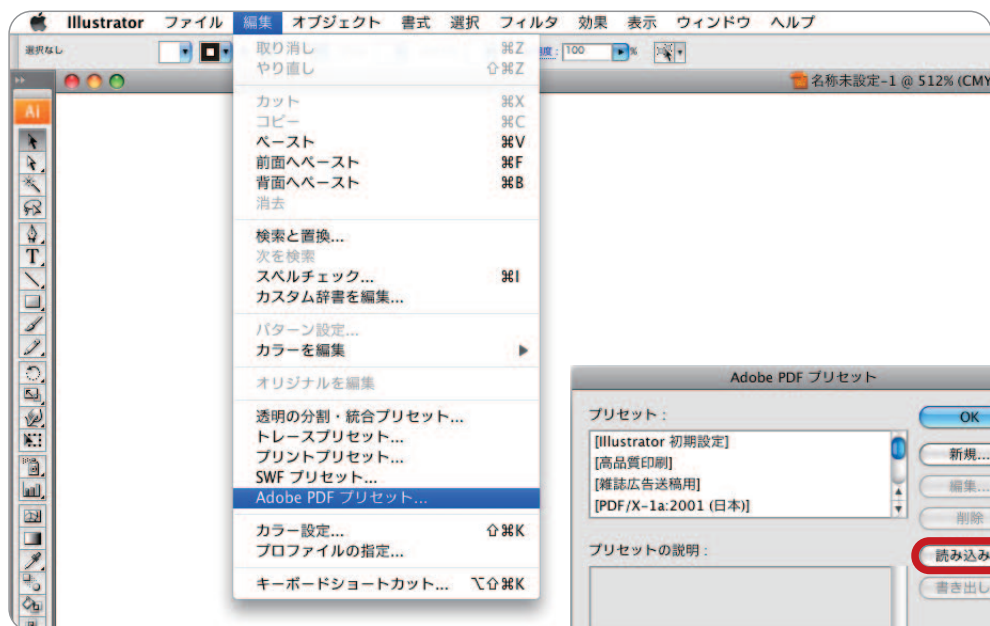 Illustrator ファイル 編集 オブジェクト 書式 選択 フィルタ 効果 表示 ウィンドウ ヘルプ
選択なし
度: 100 %
名称未設定-1 @ 512% (CMY
Ai
取り消し ⌘Z
やり直し ⇧⌘Z
カット ⌘X
コピー ⌘C
ペースト ⌘V
前面へペースト ⌘F
背面へペースト ⌘B
消去
検索と置換...
次を検索
スペルチェック... ⌘I
カスタム辞書を編集...
パターン設定...
カラーを編集
オリジナルを編集
透明の分割・統合プリセット...
トレースプリセット...
プリントプリセット...
SWF プリセット...
Adobe PDF プリセット...
カラー設定... ⇧⌘K
プロファイルの指定...
キーボードショートカット... ⌥⇧⌘K
Adobe PDF プリセット
プリセット :
[Illustrator 初期設定]
[高品質印刷]
[雑誌広告送稿用]
[PDF/X-1a:2001 (日本)]
プリセットの説明 :
OK
新規...
編集...
削除
読み込み
書き出し